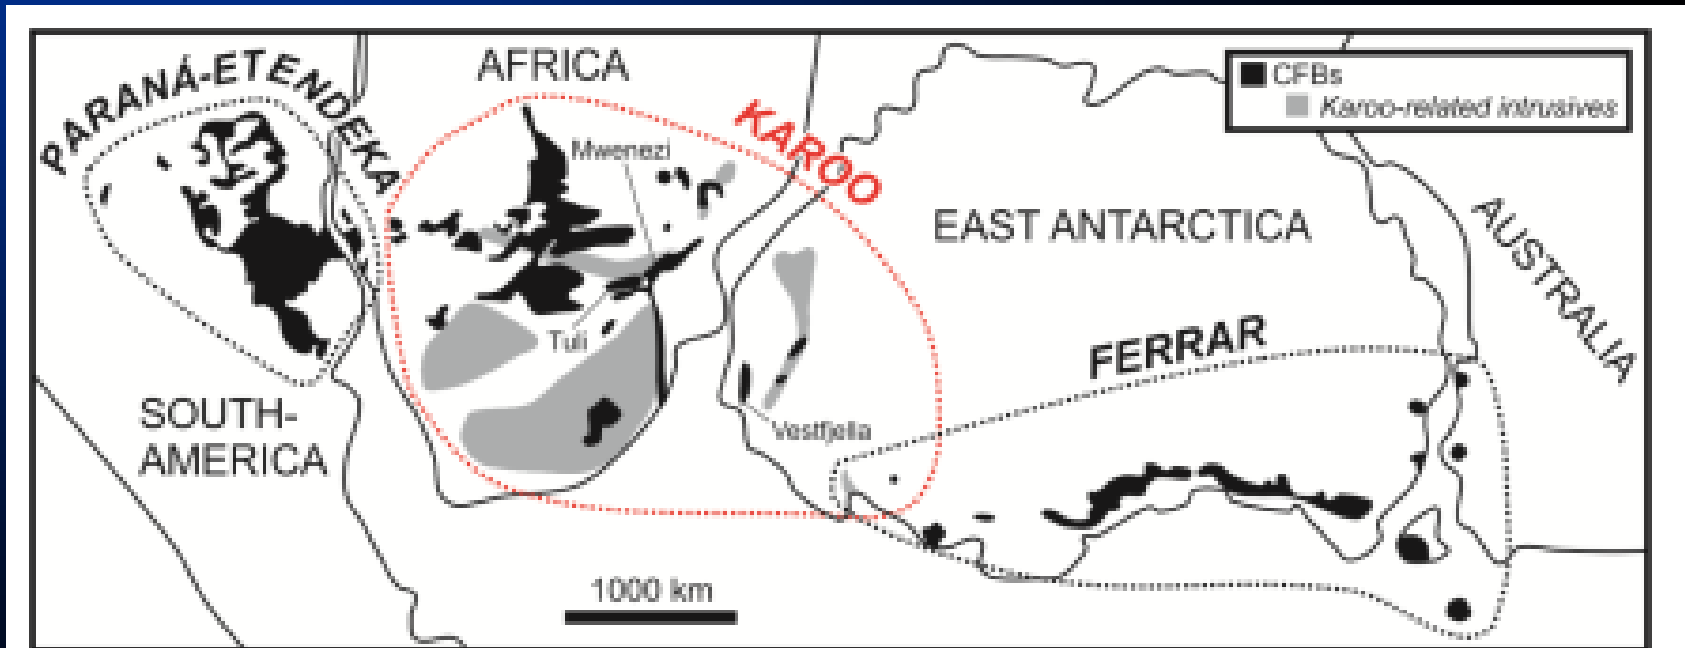 PARANÁ-ETENDEKA
AFRICA
KAROO
CFBs
Karoo-related intrusives
Mwenezi
EAST ANTARCTICA
AUSTRALIA
Tuli
FERRAR
SOUTH-
AMERICA
Vestfjella
1000 km